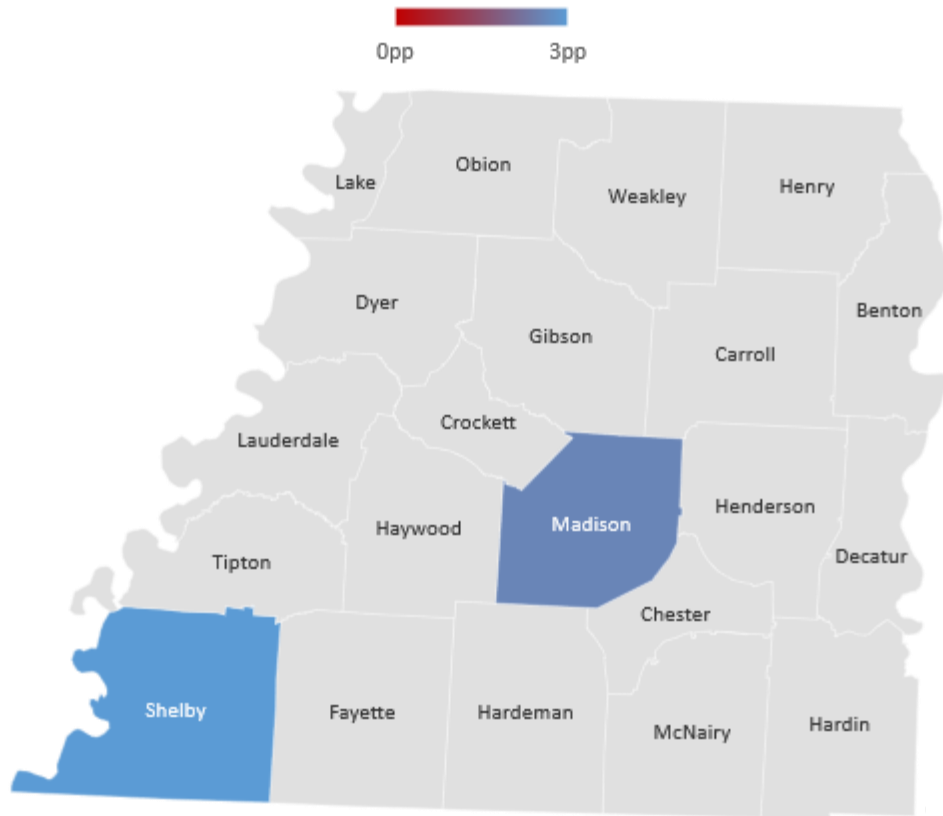 0pp 3pp
Obion
Lake
Weakley
Henry
Dyer
Benton
Gibson
Carroll
Crockett
Lauderdale
Henderson
Madison
Haywood
Decatur
Tipton
Chester
Shelby
Fayette
Hardeman
Hardin
McNairy